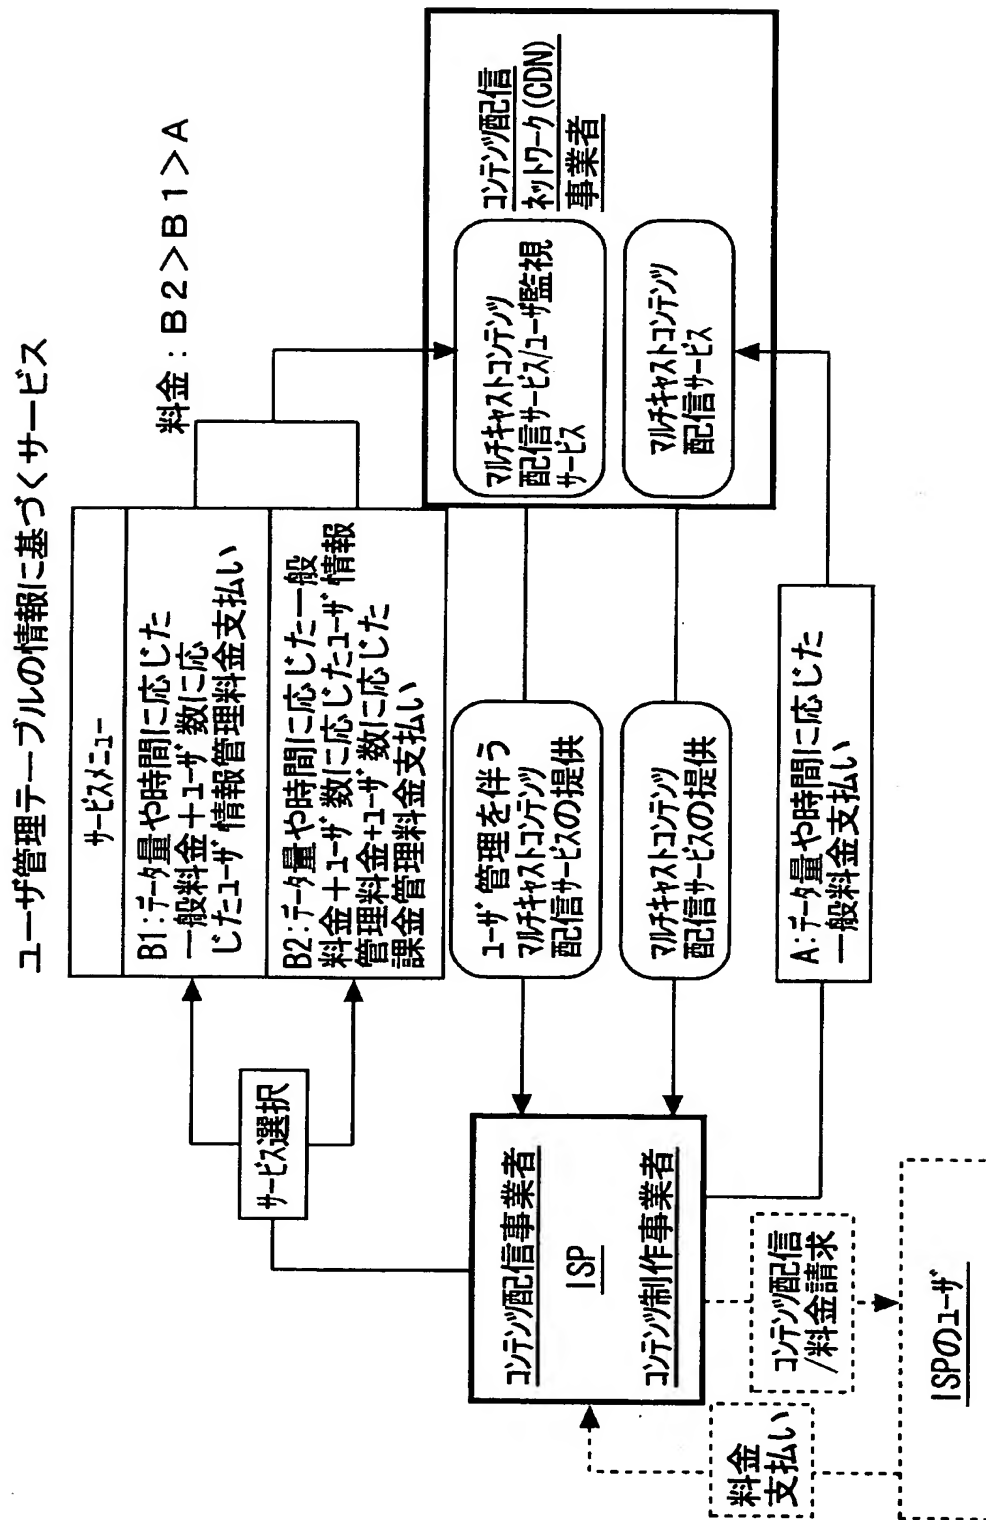 ユーザ管理テーブルの情報に基づくサービス
料金:B2>B1>A
サービスメニュー
B1:データ量や時間に応じた
一般料金+ユーザ数に応
じたユーザ情報管理料金支払い
B2:データ量や時間に応じた一般
料金+ユーザ数に応じたユーザ情報
管理料金+ユーザ数に応じた
課金管理料金支払い
サービス選択
コンテンツ配信
ネットワーク(CDN)
事業者
マルチキャストコンテンツ
配信サービス/ユーザ監視
サービス
マルチキャストコンテンツ
配信サービス
ユーザ管理を伴う
マルチキャストコンテンツ
配信サービスの提供
マルチキャストコンテンツ
配信サービスの提供
コンテンツ配信事業者
ISP
コンテンツ制作事業者
A:データ量や時間に応じた
一般料金支払い
コンテンツ配信
/料金請求
料金
支払い
ISPのユーザ